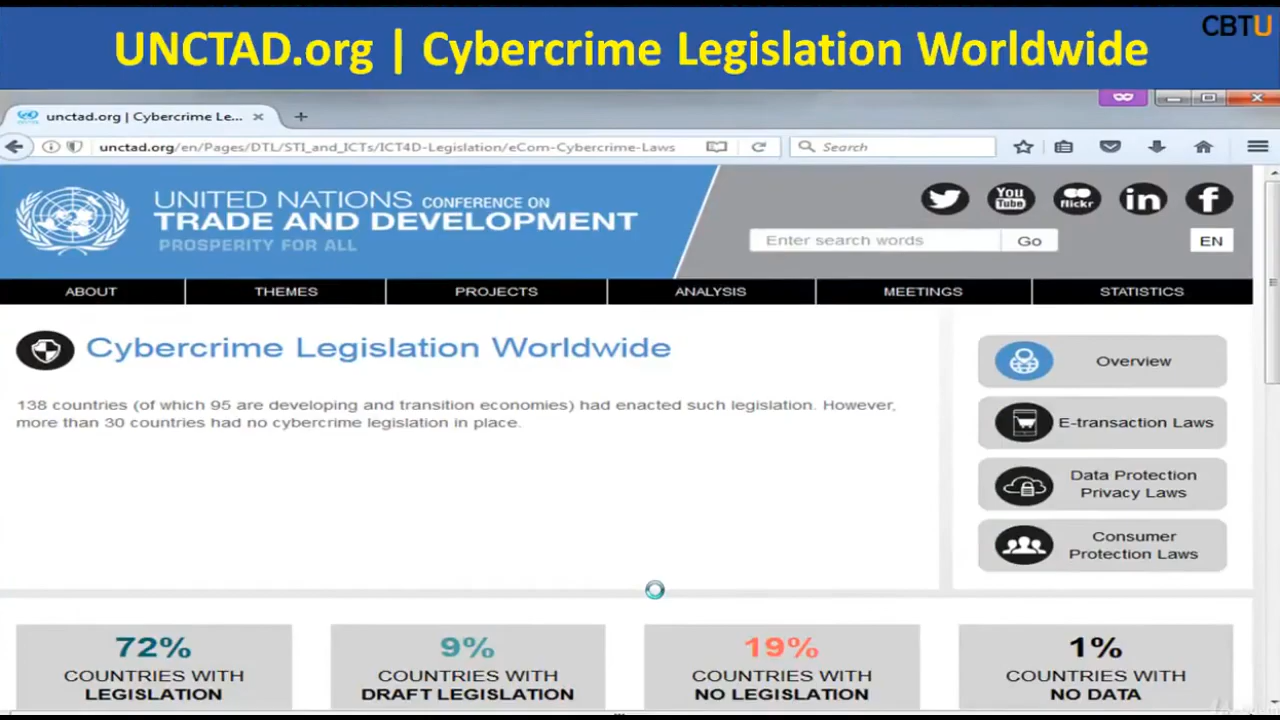 CBTU
UNCTAD.org | Cybercrime Legislation Worldwide
unctad.org | Cybercrime Le...
unctad.org/en/Pages/DTL/STI_and_ICTs/ICT4D-Legislation/eCom-Cybercrime-Laws
Search
UNITED NATIONS CONFERENCE ON
TRADE AND DEVELOPMENT
PROSPERITY FOR ALL
You
Tube
flickr
in
f
Enter search words
Go
EN
ABOUT
THEMES
PROJECTS
ANALYSIS
MEETINGS
STATISTICS
Cybercrime Legislation Worldwide
138 countries (of which 95 are developing and transition economies) had enacted such legislation. However,
more than 30 countries had no cybercrime legislation in place.
Overview
E-transaction Laws
Data Protection
Privacy Laws
Consumer
Protection Laws
72%
COUNTRIES WITH
LEGISLATION
9%
COUNTRIES WITH
DRAFT LEGISLATION
19%
COUNTRIES WITH
NO LEGISLATION
1%
COUNTRIES WITH
NO DATA